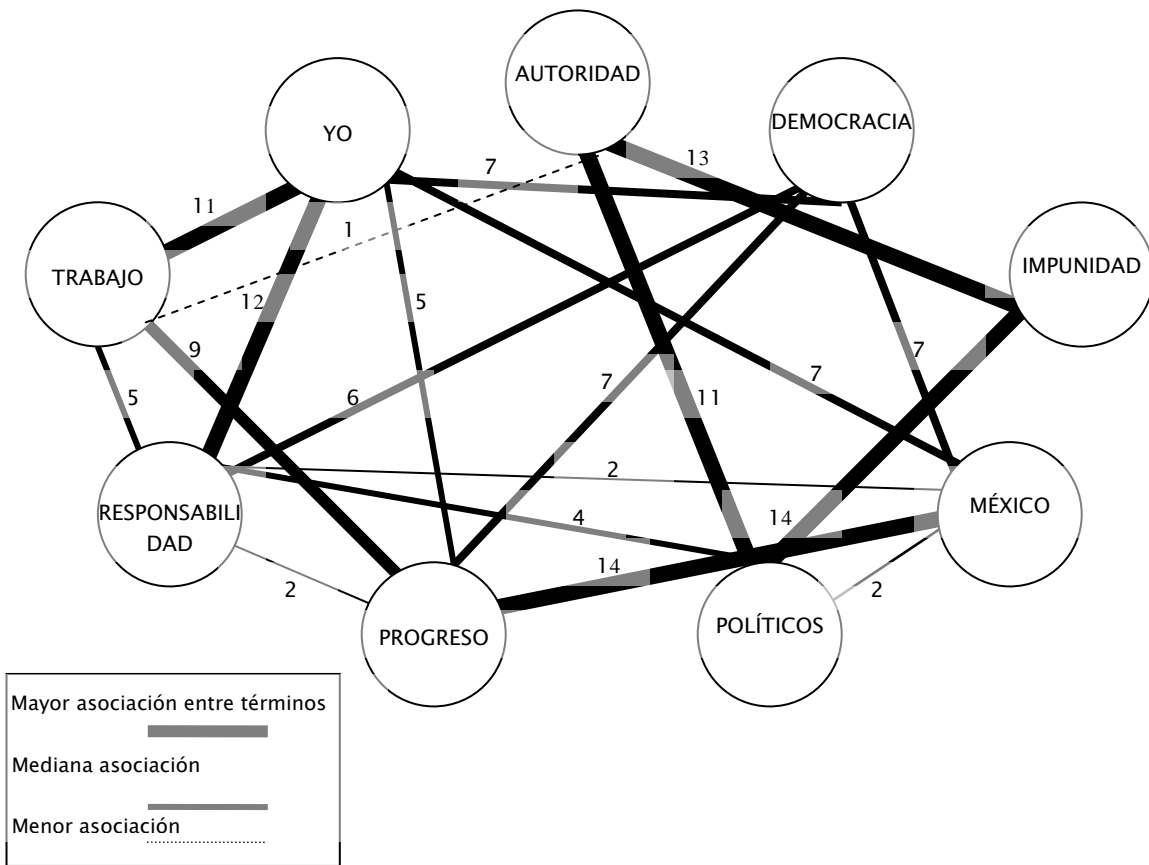 AUTORIDAD
DEMOCRACIA
YO
7
13
11
1
IMPUNIDAD
TRABAJO
12
5
9
7
7
7
5
6
11
2
RESPONSABILI
DAD
MÉXICO
4
14
14
2
2
PROGRESO
POLÍTICOS
Mayor asociación entre términos
Mediana asociación
Menor asociación